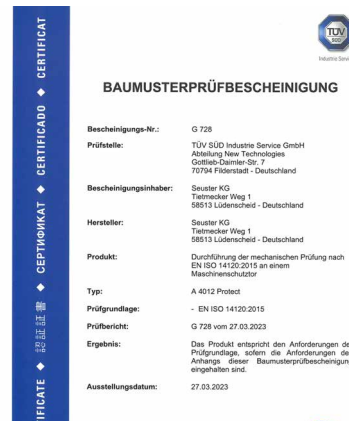 CERTIFICAT
CERTIFICADO
СЕРТИФИКАТ
認証証書
IFICATE
TÜV
SÜD
Industrie Servi
BAUMUSTERPRÜFBESCHEINIGUNG
Bescheinigungs-Nr.: G 728
Prüfstelle: TÜV SÜD Industrie Service GmbH
Abteilung New Technologies
Gottlieb-Daimler-Str. 7
70794 Filderstadt - Deutschland
Bescheinigungsinhaber: Seuster KG
Tietmecker Weg 1
58513 Lüdenscheid - Deutschland
Hersteller: Seuster KG
Tietmecker Weg 1
58513 Lüdenscheid - Deutschland
Produkt: Durchführung der mechanischen Prüfung nach
EN ISO 14120:2015 an einem
Maschinenschutztor
Typ: A 4012 Protect
Prüfgrundlage: - EN ISO 14120:2015
Prüfbericht: G 728 vom 27.03.2023
Ergebnis: Das Produkt entspricht den Anforderungen de
Prüfgrundlage, sofern die Anforderungen de
Anhangs dieser Baumusterprüfbescheinigun
eingehalten sind.
Ausstellungsdatum: 27.03.2023